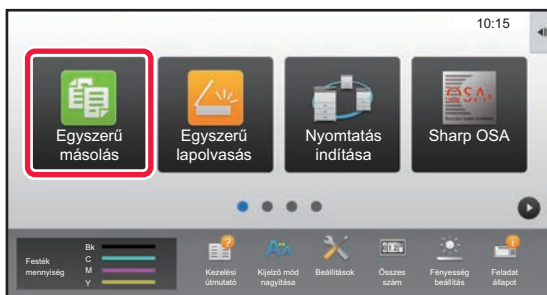 10:15
Egyszerű
másolás
Egyszerű
lapolvasás
Nyomtatás
indítása
OSA
Sharp OSA
Festék
mennyiség
Bk
C
M
Y
Kezelési
útmutató
Kijelző mód
nagyítása
Beállítások
Összes
szám
Fényesség
beállítás
Feladat
állapot